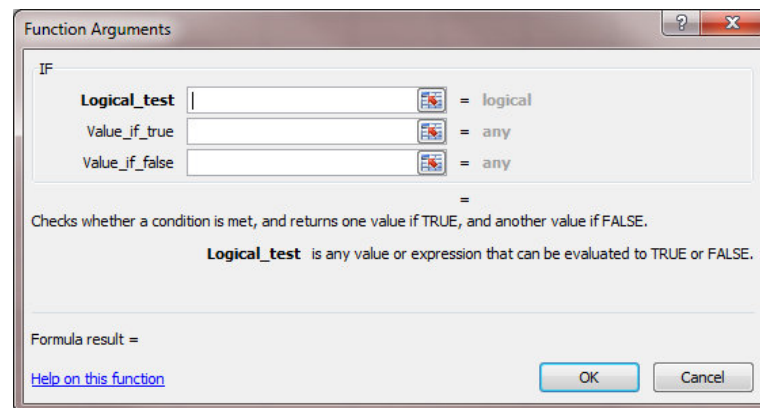 Function Arguments
IF
Logical_test = logical
Value_if_true = any
Value_if_false = any
=
Checks whether a condition is met, and returns one value if TRUE, and another value if FALSE.
Logical_test is any value or expression that can be evaluated to TRUE or FALSE.
Formula result =
Help on this function OK Cancel